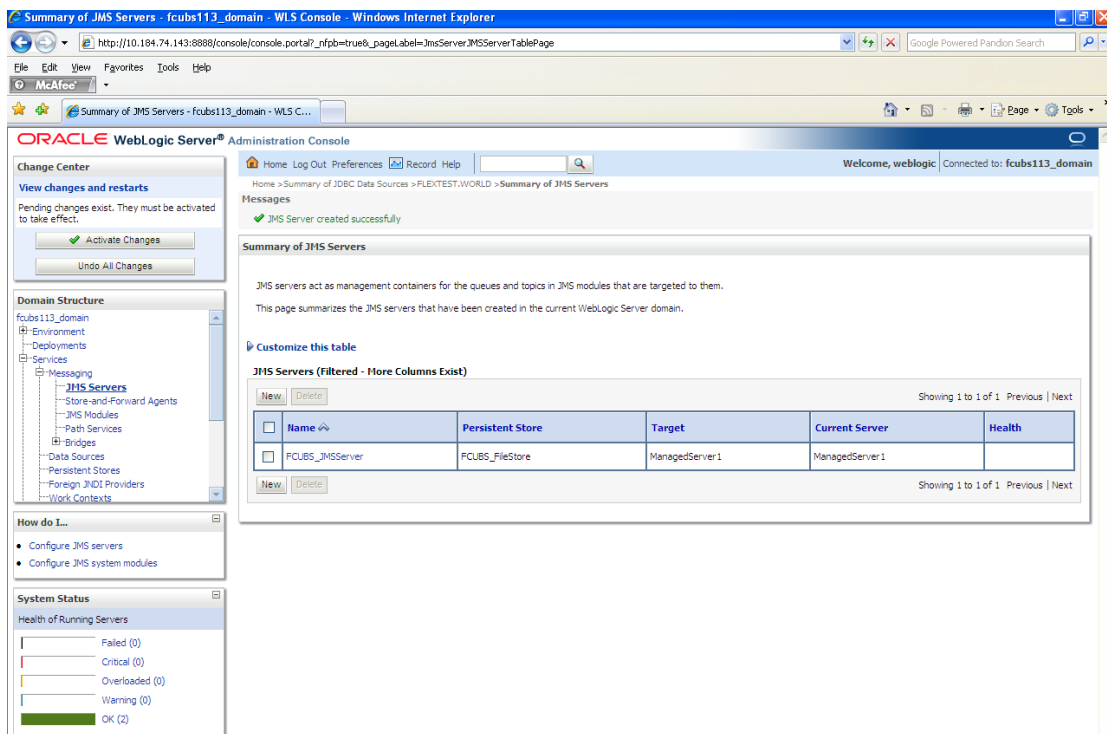 Summary of JMS Servers - fcubs113_domain - WLS Console - Windows Internet Explorer
http://10.184.74.143:8888/console/console.portal?_nfpb=true&_pageLabel=JmsServerJMSServerTablePage
Google Powered Pandion Search
File Edit View Favorites Tools Help
McAfee
Summary of JMS Servers - fcubs113_domain - WLS C...
Page Tools
ORACLE WebLogic Server® Administration Console
Change Center
View changes and restarts
Pending changes exist. They must be activated
to take effect.
Activate Changes
Undo All Changes
Domain Structure
fcubs113_domain
Environment
Deployments
Services
Messaging
JMS Servers
Store-and-Forward Agents
JMS Modules
Path Services
Bridges
Data Sources
Persistent Stores
Foreign JNDI Providers
Work Contexts
How do I...
Configure JMS servers
Configure JMS system modules
System Status
Health of Running Servers
Failed (0)
Critical (0)
Overloaded (0)
Warning (0)
OK (2)
Home Log Out Preferences Record Help
Welcome, weblogic Connected to: fcubs113_domain
Home >Summary of JDBC Data Sources >FLEXTEST.WORLD >Summary of JMS Servers
Messages
JMS Server created successfully
Summary of JMS Servers
JMS servers act as management containers for the queues and topics in JMS modules that are targeted to them.
This page summarizes the JMS servers that have been created in the current WebLogic Server domain.
Customize this table
JMS Servers (Filtered - More Columns Exist)
New Delete Showing 1 to 1 of 1 Previous | Next
Name Persistent Store Target Current Server Health
FCUBS_JMSServer FCUBS_FileStore ManagedServer1 ManagedServer1
New Delete Showing 1 to 1 of 1 Previous | Next